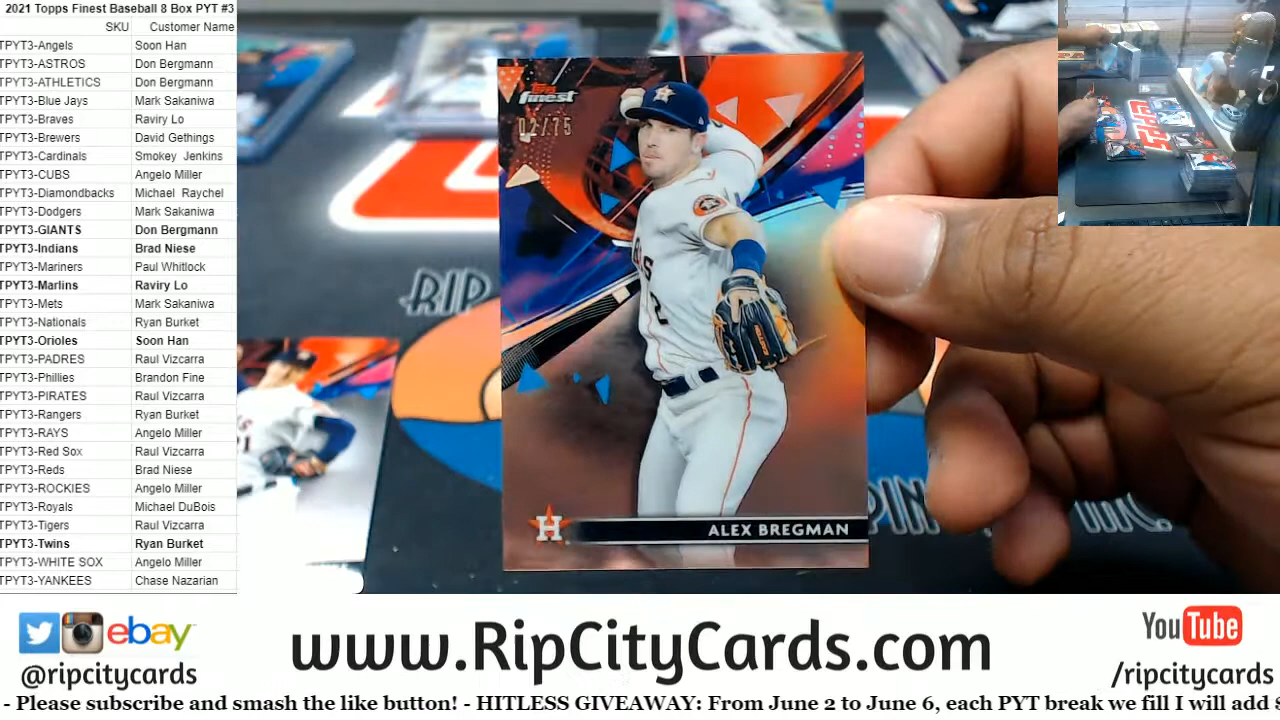 2021 Topps Finest Baseball 8 Box PYT #3
SKU Customer Name
TPYT3-Angels Soon Han
TPYT3-ASTROS Don Bergmann
TPYT3-ATHLETICS Don Bergmann
TPYT3-Blue Jays Mark Sakaniwa
TPYT3-Braves Raviry Lo
TPYT3-Brewers David Gethings
TPYT3-Cardinals Smokey Jenkins
TPYT3-CUBS Angelo Miller
TPYT3-Diamondbacks Michael Raychel
TPYT3-Dodgers Mark Sakaniwa
TPYT3-GIANTS Don Bergmann
TPYT3-Indians Brad Niese
TPYT3-Mariners Paul Whitlock
TPYT3-Marlins Raviry Lo
TPYT3-Mets Mark Sakaniwa
TPYT3-Nationals Ryan Burket
TPYT3-Orioles Soon Han
TPYT3-PADRES Raul Vizcarra
TPYT3-Phillies Brandon Fine
TPYT3-PIRATES Raul Vizcarra
TPYT3-Rangers Ryan Burket
TPYT3-RAYS Angelo Miller
TPYT3-Red Sox Raul Vizcarra
TPYT3-Reds Brad Niese
TPYT3-ROCKIES Angelo Miller
TPYT3-Royals Michael DuBois
TPYT3-Tigers Raul Vizcarra
TPYT3-Twins Ryan Burket
TPYT3-WHITE SOX Angelo Miller
TPYT3-YANKEES Chase Nazarian
Topps
finest
02/75
2
H
ALEX BREGMAN
RIP
PIN
INC.
ebay
@ripcitycards
www.RipCityCards.com
YouTube
/ripcitycards
- Please subscribe and smash the like button! - HITLESS GIVEAWAY: From June 2 to June 6, each PYT break we fill I will add